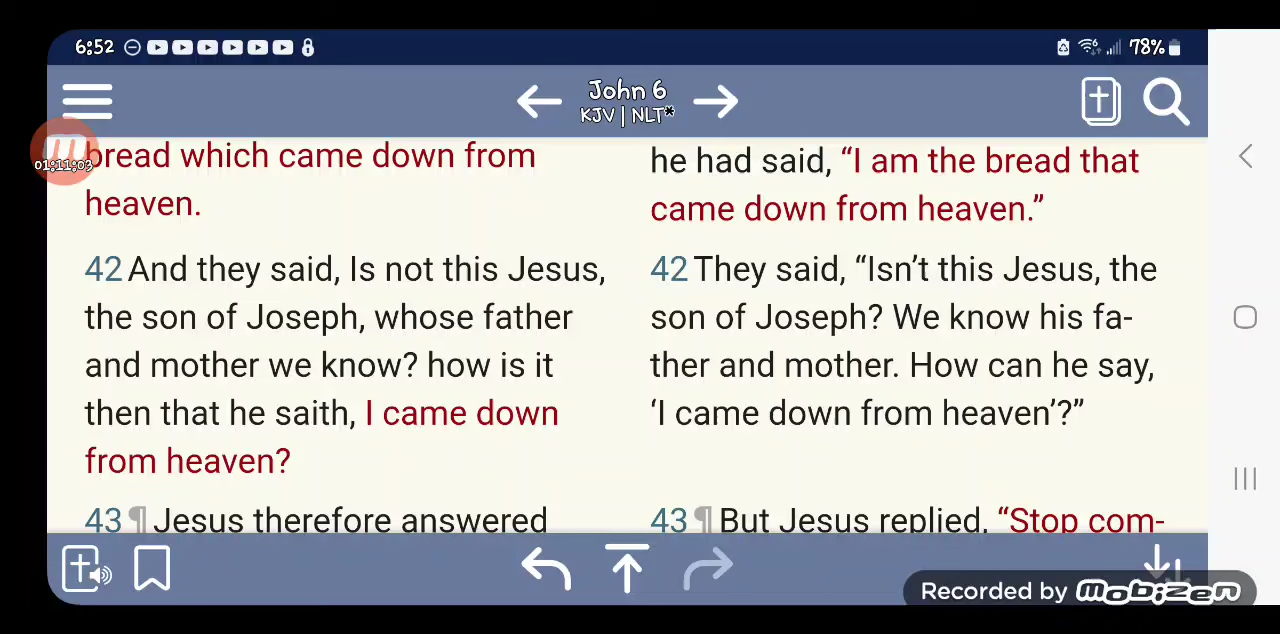 6:52
78%
John 6
KJV | NLT*
01:11:03
bread which came down from
heaven.
42 And they said, Is not this Jesus,
the son of Joseph, whose father
and mother we know? how is it
then that he saith, I came down
from heaven?
43 ¶ Jesus therefore answered
he had said, “I am the bread that
came down from heaven.”
42 They said, “Isn’t this Jesus, the
son of Joseph? We know his fa-
ther and mother. How can he say,
‘I came down from heaven’?”
43 ¶ But Jesus replied, “Stop com-
Recorded by mobizen